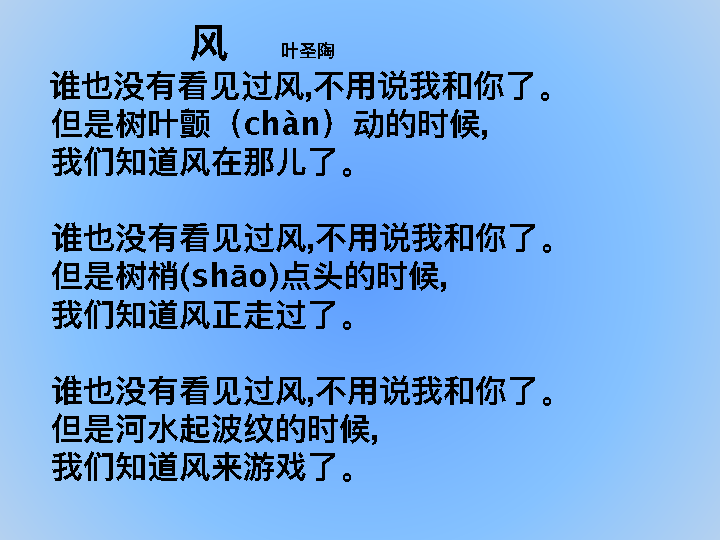 风 叶圣陶
谁也没有看见过风,不用说我和你了。
但是树叶颤（chàn）动的时候,
我们知道风在那儿了。
谁也没有看见过风,不用说我和你了。
但是树梢(shāo)点头的时候,
我们知道风正走过了。
谁也没有看见过风,不用说我和你了。
但是河水起波纹的时候,
我们知道风来游戏了。